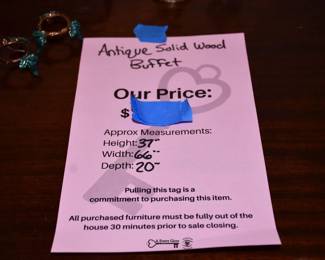 Antique Solid Wood
Buffet
Our Price:
$
Approx Measurements:
Height: 37"
Width: 66"
Depth: 20"
Pulling this tag is a
commitment to purchasing this item.
All purchased furniture must be fully out of the
house 30 minutes prior to sale closing.